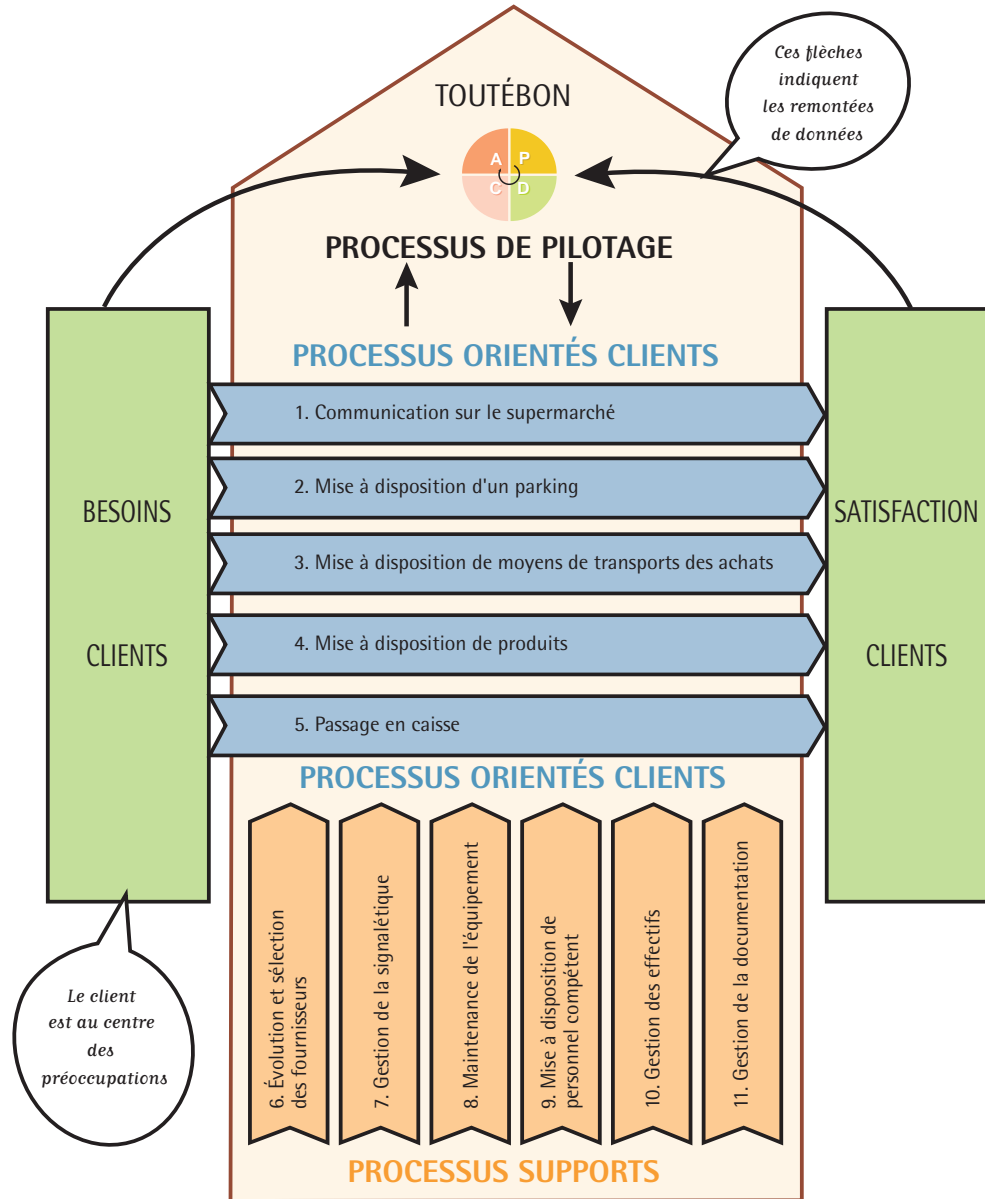 TOUTÉBON
Ces flèches
indiquent
les remontées
de données
A P
C D
PROCESSUS DE PILOTAGE
PROCESSUS ORIENTÉS CLIENTS
1. Communication sur le supermarché
2. Mise à disposition d'un parking
3. Mise à disposition de moyens de transports des achats
4. Mise à disposition de produits
5. Passage en caisse
BESOINS
CLIENTS
SATISFACTION
CLIENTS
PROCESSUS ORIENTÉS CLIENTS
6. Évolution et sélection
des fournisseurs
7. Gestion de la signalétique
8. Maintenance de l'équipement
9. Mise à disposition de
personnel compétent
10. Gestion des effectifs
11. Gestion de la documentation
Le client
est au centre
des
préoccupations
PROCESSUS SUPPORTS